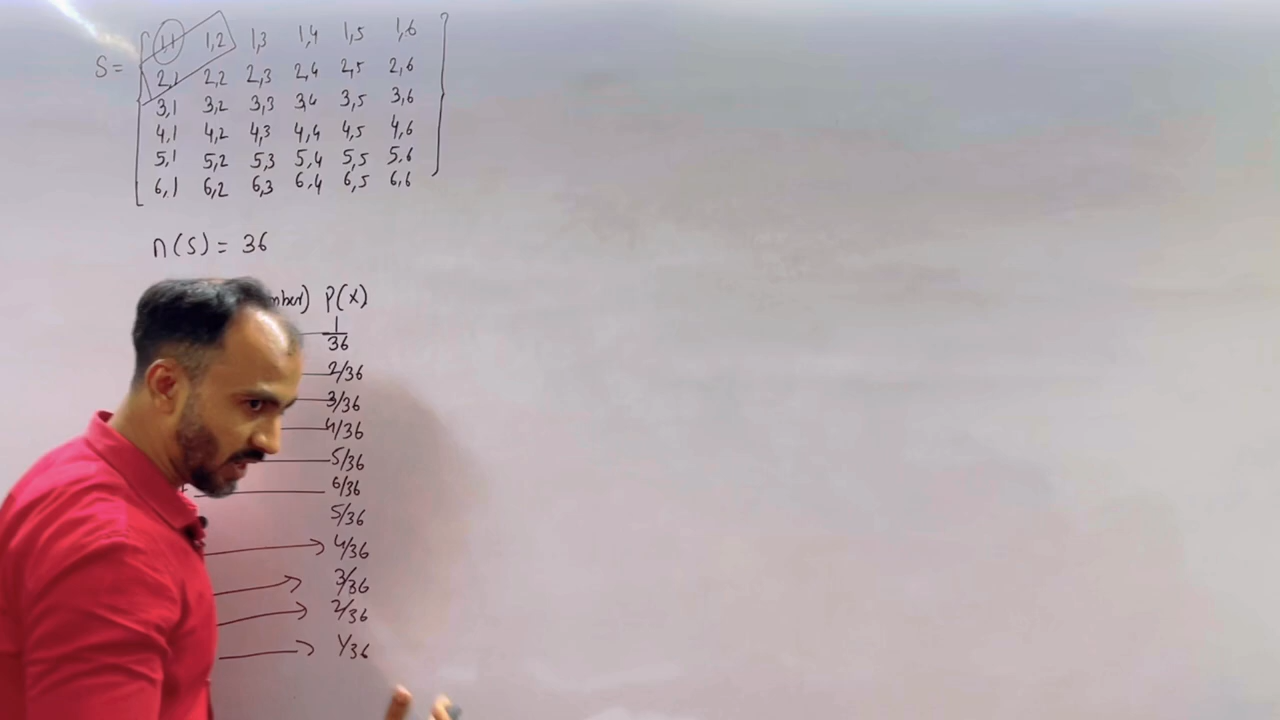 1,1 1,2 1,3 1,4 1,5 1,6
S=
2,1 2,2 2,3 2,4 2,5 2,6
3,1 3,2 3,3 3,4 3,5 3,6
4,1 4,2 4,3 4,4 4,5 4,6
5,1 5,2 5,3 5,4 5,5 5,6
6,1 6,2 6,3 6,4 6,5 6,6
n(S) = 36
P(X)
1/36
2/36
3/36
4/36
5/36
6/36
5/36
4/36
3/36
2/36
1/36